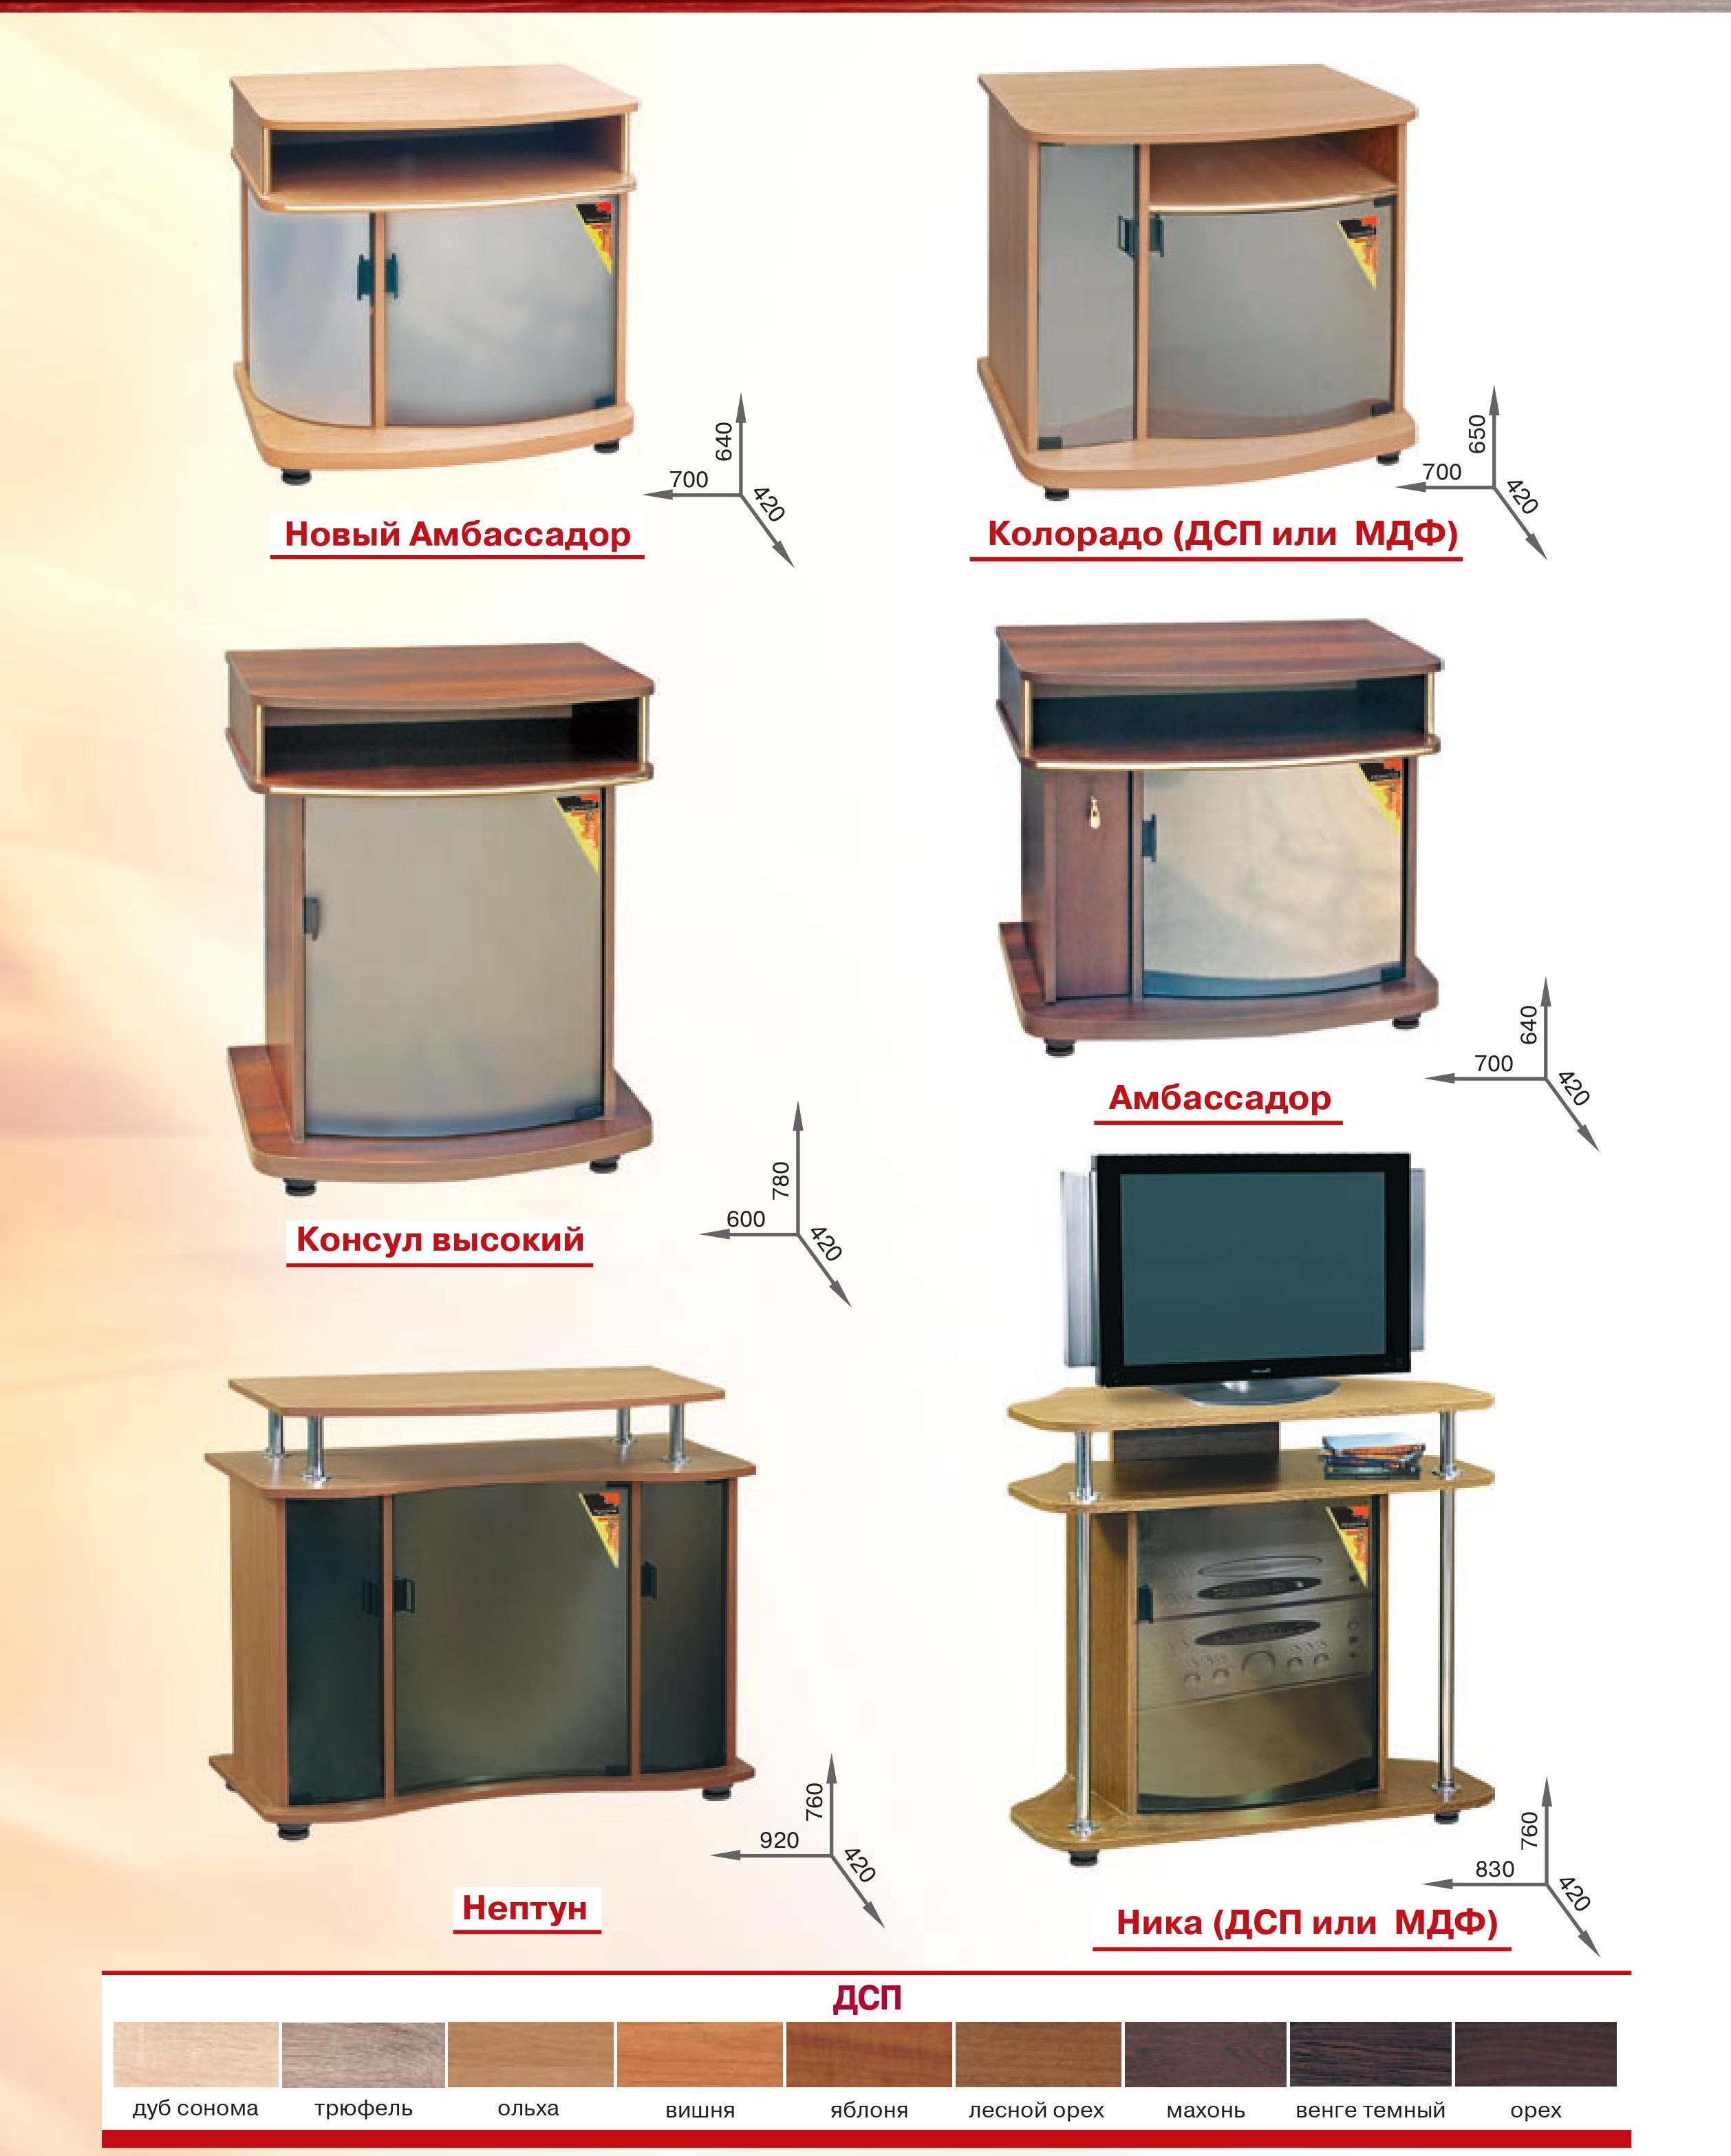 640
700
420
Новый Амбассадор
650
700
420
Колорадо (ДСП или МДФ)
780
600
420
Консул высокий
640
700
420
Амбассадор
760
920
420
Нептун
760
830
420
Ника (ДСП или МДФ)
ДСП
дуб сонома
трюфель
ольха
вишня
яблоня
лесной орех
махонь
венге темный
орех